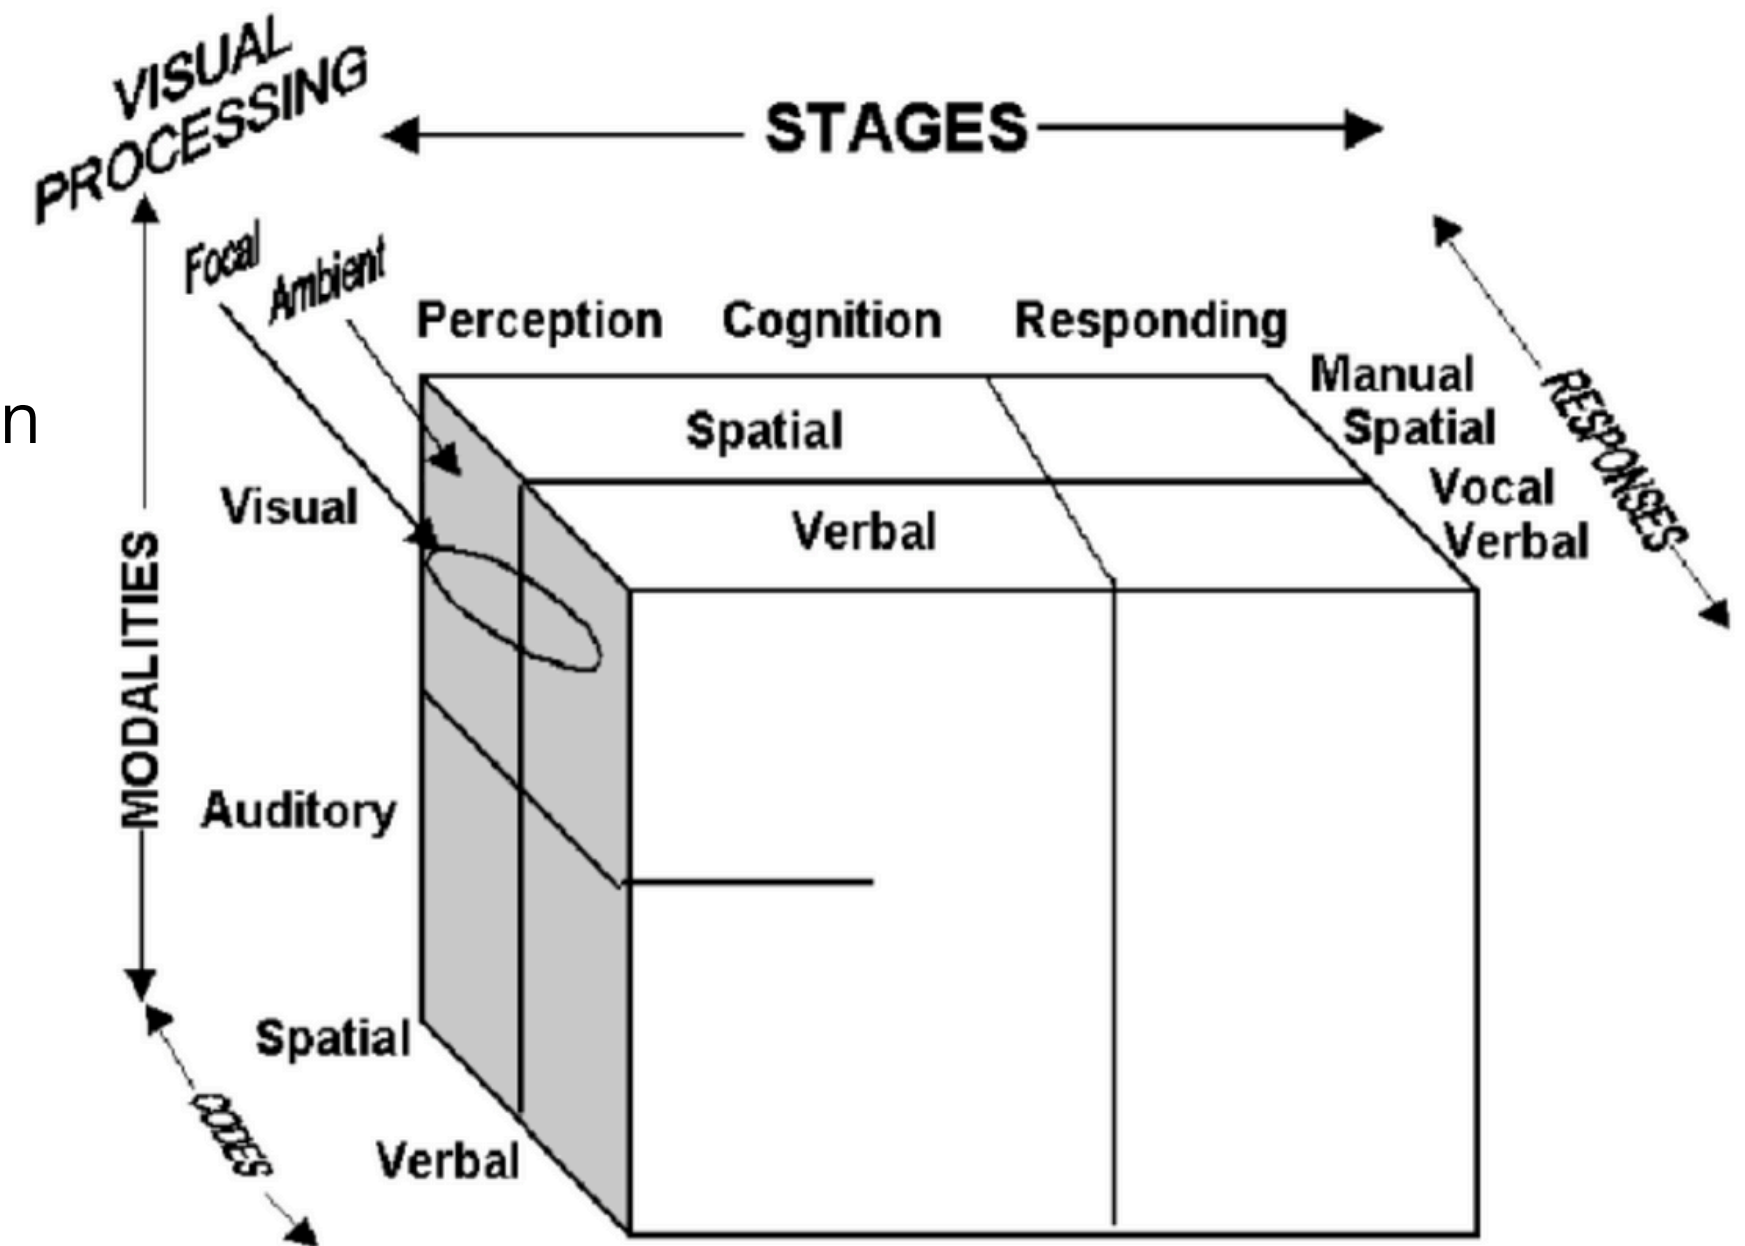 VISUAL
PROCESSING
STAGES
Focal
Ambient
Perception Cognition Responding
Manual
Spatial
Vocal
Verbal
RESPONSES
n
Spatial
Visual
Verbal
MODALITIES
Auditory
Spatial
CODES
Verbal